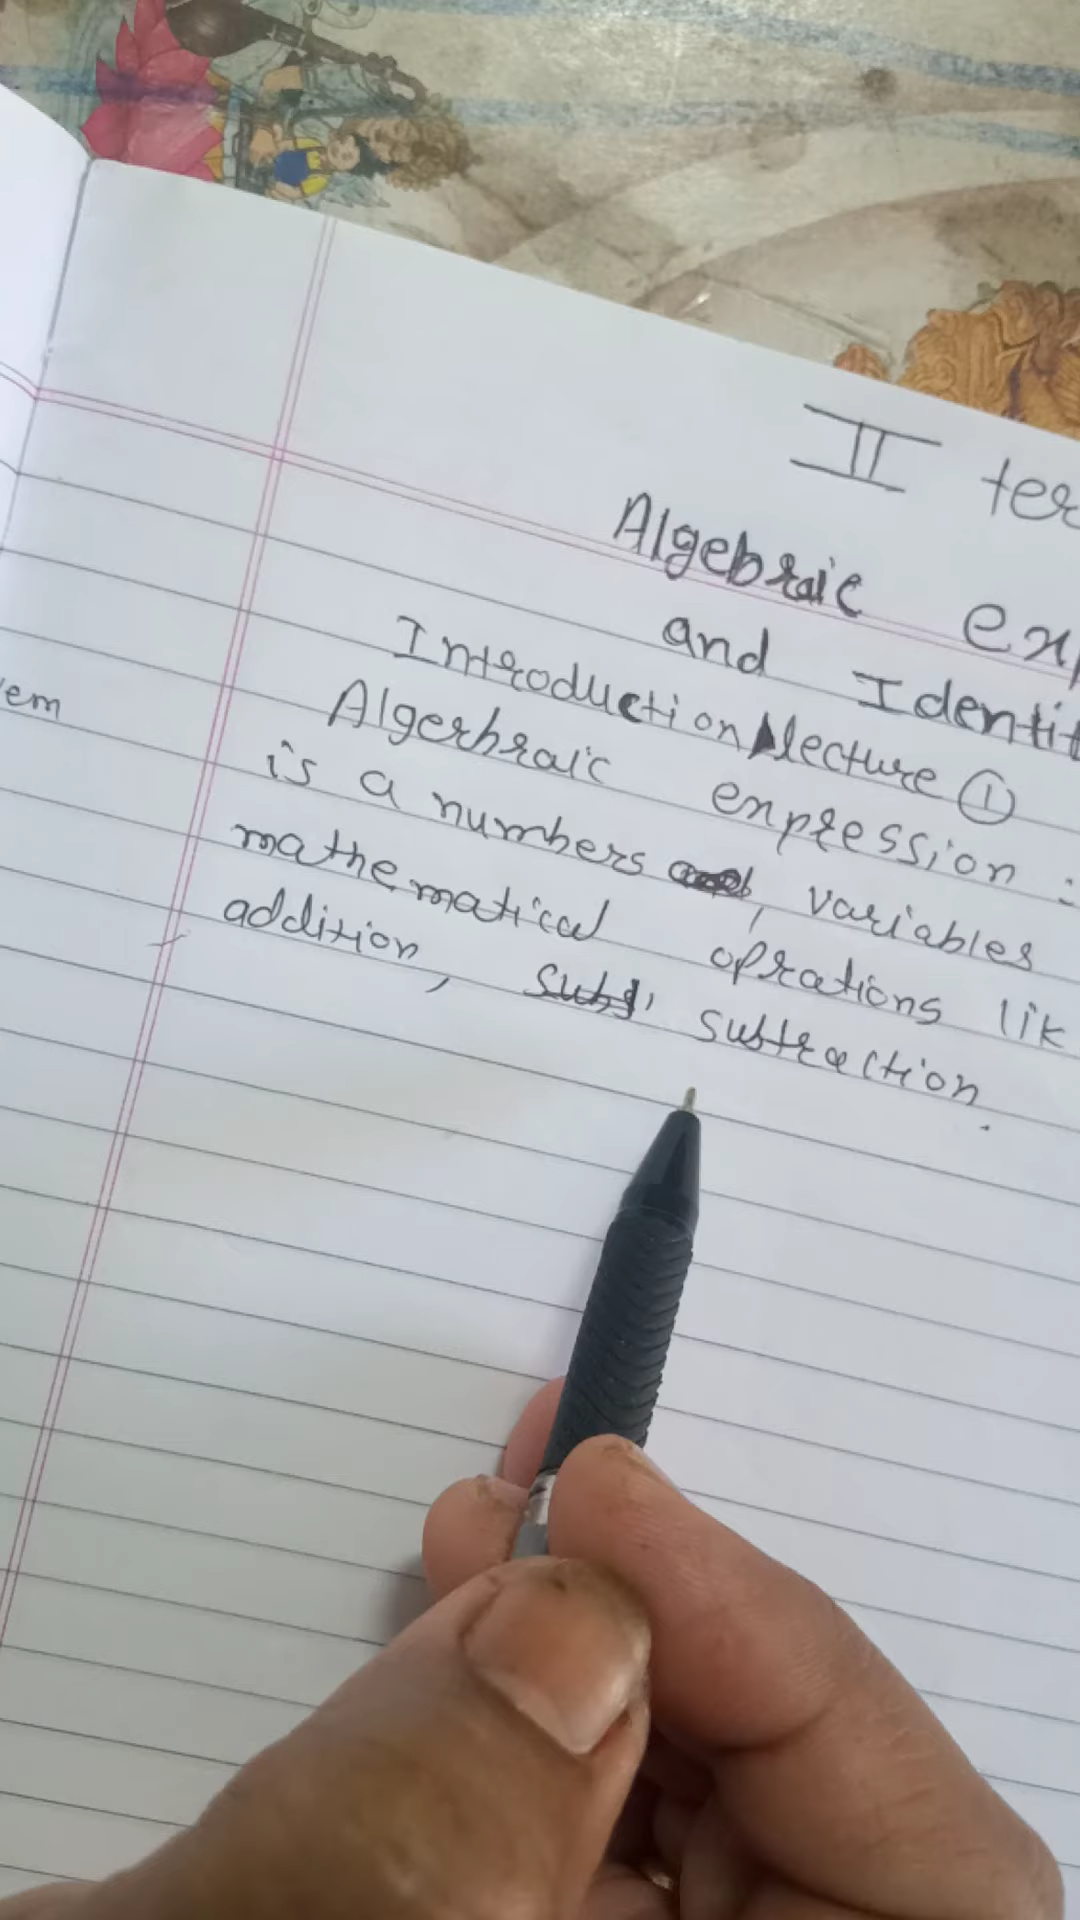 II ter
Algebraic exp
and Identit
Introduction lecture ①
Algerbraic expression :
is a numbers , variables
mathematical oprations lik
addition, subtraction.
em